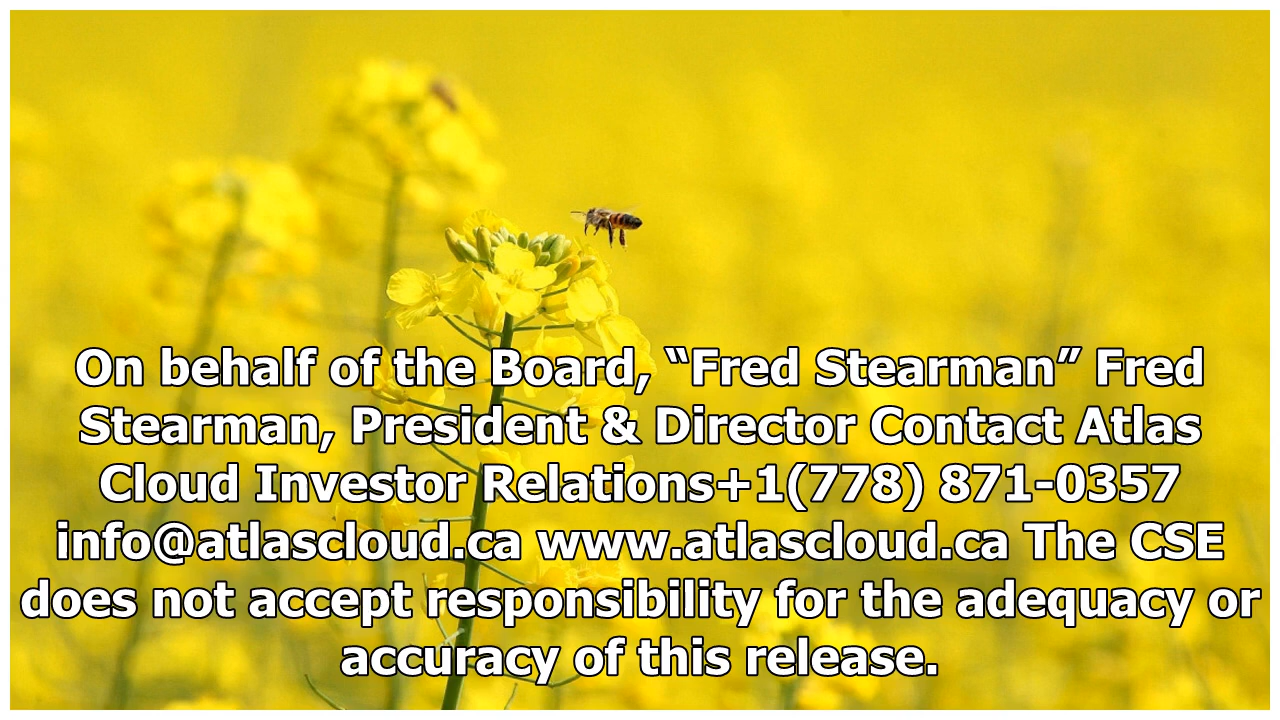 On behalf of the Board, “Fred Stearman” Fred
Stearman, President & Director Contact Atlas
Cloud Investor Relations+1(778) 871-0357
info@atlascloud.ca www.atlascloud.ca The CSE
does not accept responsibility for the adequacy or
accuracy of this release.